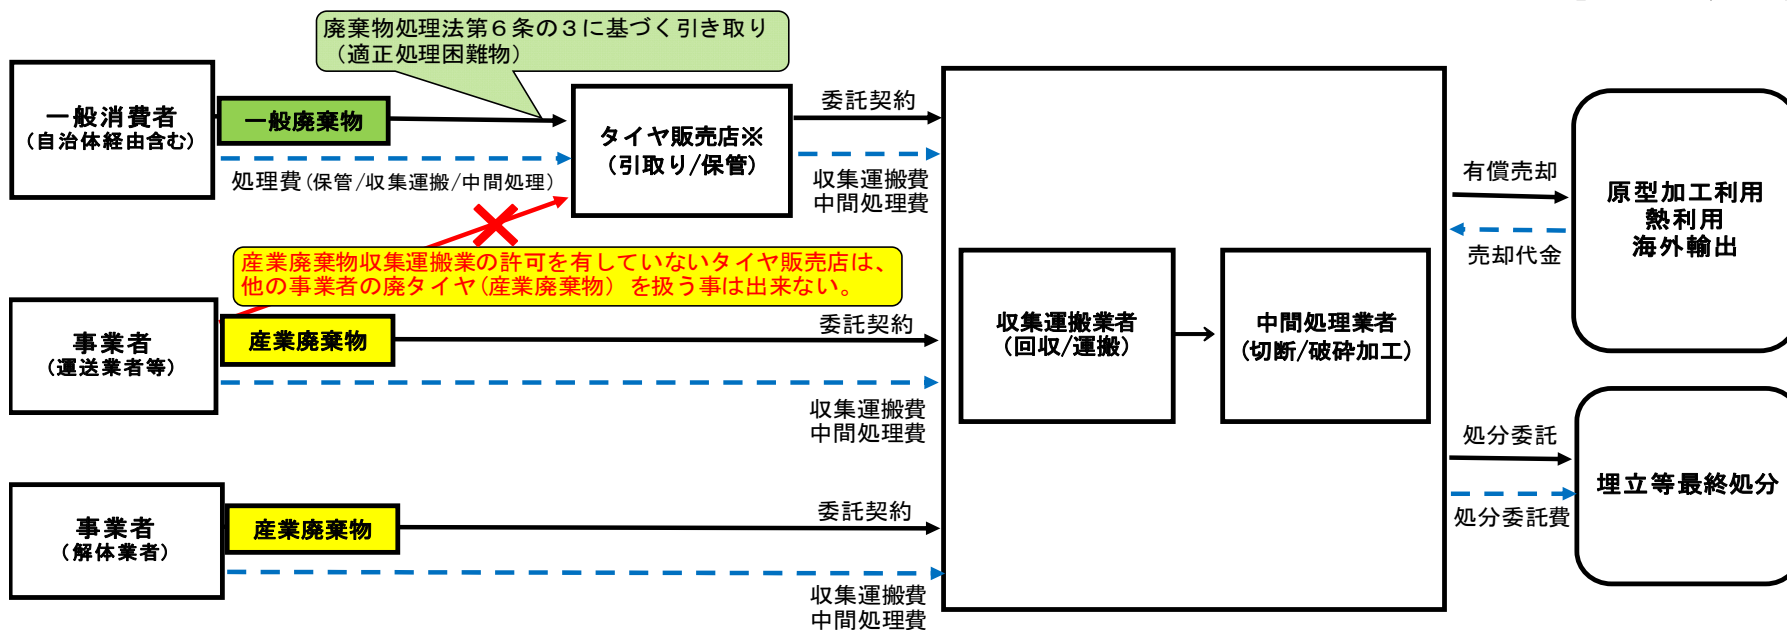 廃棄物処理法第６条の３に基づく引き取り
（適正処理困難物）
一般消費者
（自治体経由含む）
一般廃棄物
処理費（保管/収集運搬/中間処理）
タイヤ販売店※
（引取り/保管）
委託契約
収集運搬費
中間処理費
産業廃棄物収集運搬業の許可を有していないタイヤ販売店は、
他の事業者の廃タイヤ（産業廃棄物）を扱う事は出来ない。
事業者
（運送業者等）
産業廃棄物
委託契約
収集運搬費
中間処理費
事業者
（解体業者）
産業廃棄物
委託契約
収集運搬費
中間処理費
収集運搬業者
（回収/運搬）
中間処理業者
（切断/破砕加工）
有償売却
売却代金
原型加工利用
熱利用
海外輸出
処分委託
処分委託費
埋立等最終処分